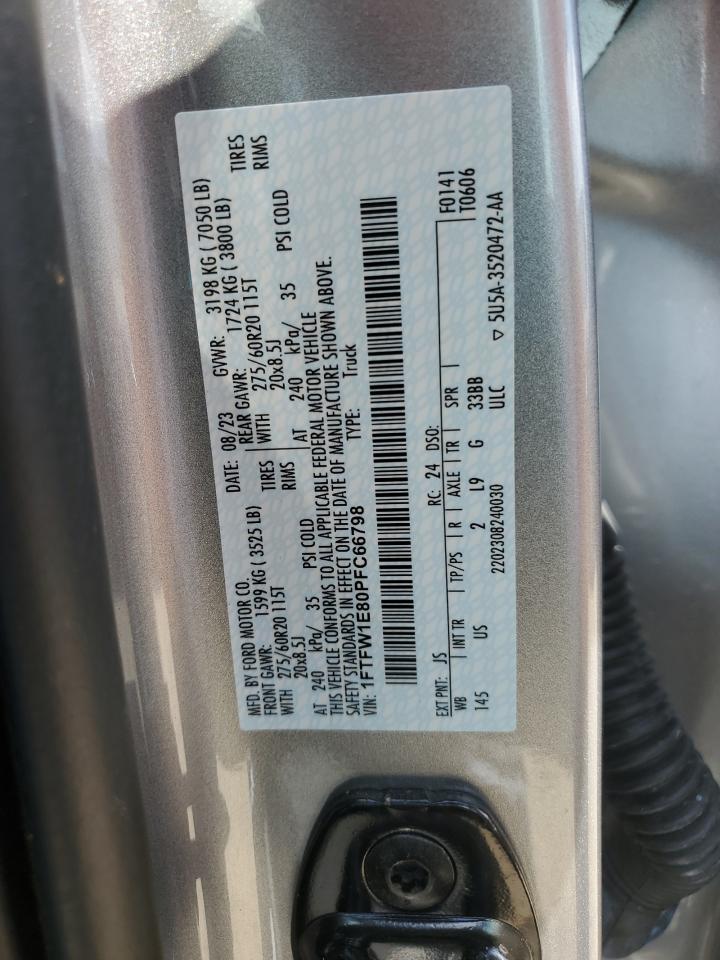 MFD. BY FORD MOTOR CO. DATE: 08/23 GVWR: 3198 KG ( 7050 LB)
FRONT GAWR: 1599 KG ( 3525 LB) REAR GAWR: 1724 KG ( 3800 LB)
WITH 275/60R20 115T TIRES WITH 275/60R20 115T TIRES
20x8.5J RIMS 20x8.5J RIMS
AT 240 kPa/ 35 PSI COLD AT 240 kPa/ 35 PSI COLD
THIS VEHICLE CONFORMS TO ALL APPLICABLE FEDERAL MOTOR VEHICLE
SAFETY STANDARDS IN EFFECT ON THE DATE OF MANUFACTURE SHOWN ABOVE.
VIN: 1FTFW1E80PFC66798 TYPE: Truck
EXT PNT: JS RC: 24 DSO: F0141
WB INT TR TP/PS R AXLE TR SPR T0606
145 US 2 L9 G 33BB
2202308240030 ULC
▽ 5U5A-3520472-AA